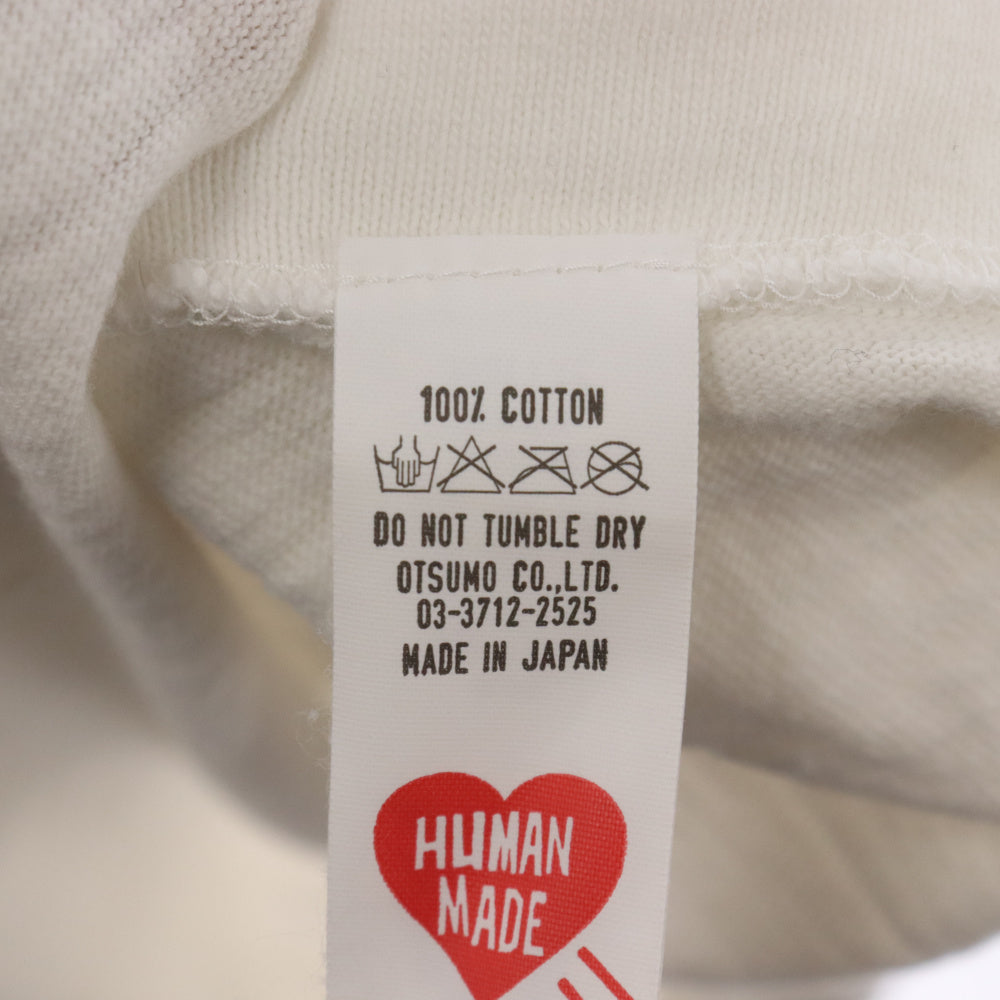 100% COTTON
DO NOT TUMBLE DRY
OTSUMO CO.,LTD.
03-3712-2525
MADE IN JAPAN
HUMAN
MADE